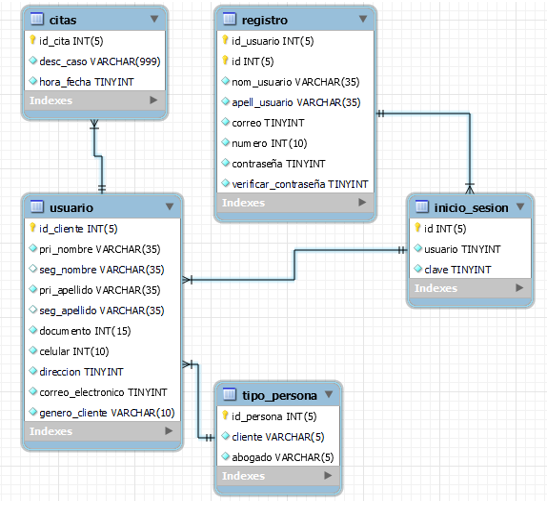 citas
id_cita INT(5)
desc_caso VARCHAR(999)
hora_fecha TINYINT
Indexes
registro
id_usuario INT(5)
id INT(5)
nom_usuario VARCHAR(35)
apell_usuario VARCHAR(35)
correo TINYINT
numero INT(10)
contraseña TINYINT
verificar_contraseña TINYINT
Indexes
usuario
id_cliente INT(5)
pri_nombre VARCHAR(35)
seg_nombre VARCHAR(35)
pri_apellido VARCHAR(35)
seg_apellido VARCHAR(35)
documento INT(15)
celular INT(10)
direccion TINYINT
correo_electronico TINYINT
genero_cliente VARCHAR(10)
Indexes
inicio_sesion
id INT(5)
usuario TINYINT
clave TINYINT
Indexes
tipo_persona
id_persona INT(5)
cliente VARCHAR(5)
abogado VARCHAR(5)
Indexes